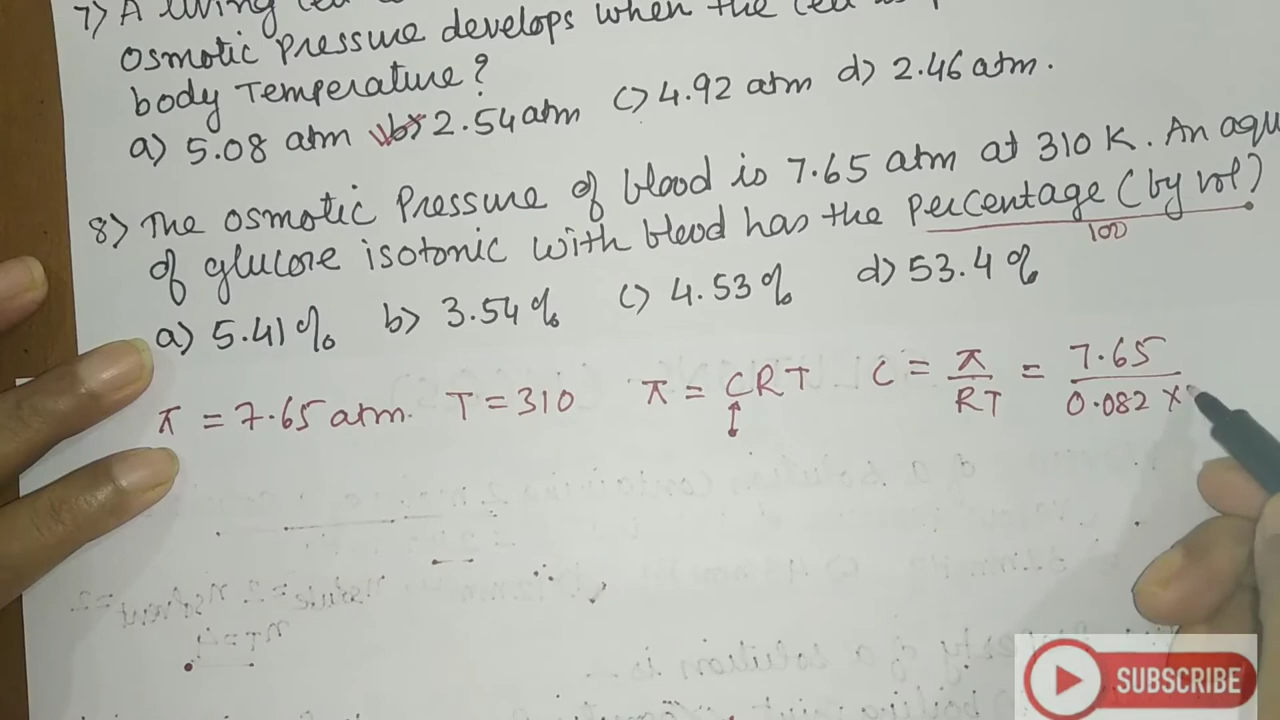 7) A living
osmotic pressure develops when the
body Temperature?
a) 5.08 atm b) 2.54 atm c) 4.92 atm d) 2.46 atm.
8) The osmotic Pressure of blood is 7.65 atm at 310 K. An aqu
of glucose isotonic with blood has the percentage (by vol)
100
a) 5.41% b) 3.54% c) 4.53% d) 53.4%
π = 7.65 atm. T = 310 π = CRT C = π/RT = 7.65/0.082 ×
SUBSCRIBE